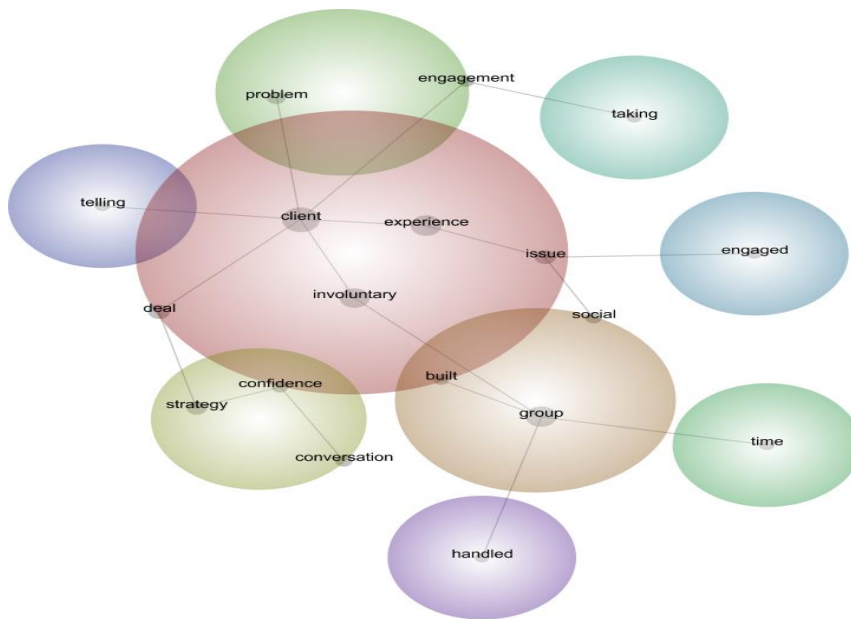 engagement
problem
taking
telling
client
experience
engaged
issue
involuntary
deal
social
built
confidence
strategy
group
time
conversation
handled